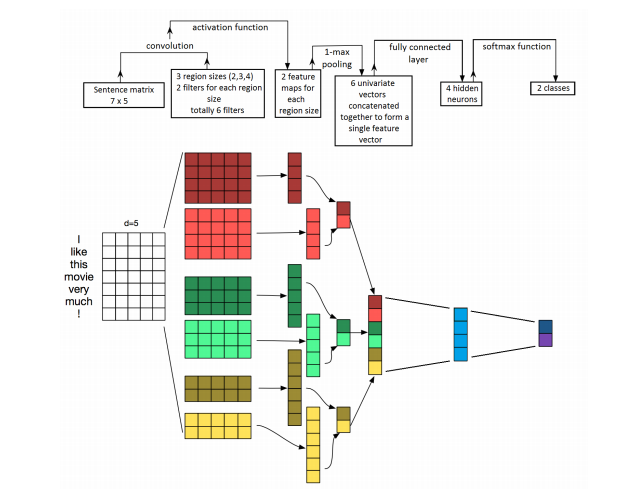 activation function
convolution
1-max
pooling
fully connected
layer
softmax function
Sentence matrix
7 x 5
3 region sizes (2,3,4)
2 filters for each region
size
totally 6 filters
2 feature
maps for
each
region size
6 univariate
vectors
concatenated
together to form a
single feature
vector
4 hidden
neurons
2 classes
d=5
I
like
this
movie
very
much
!